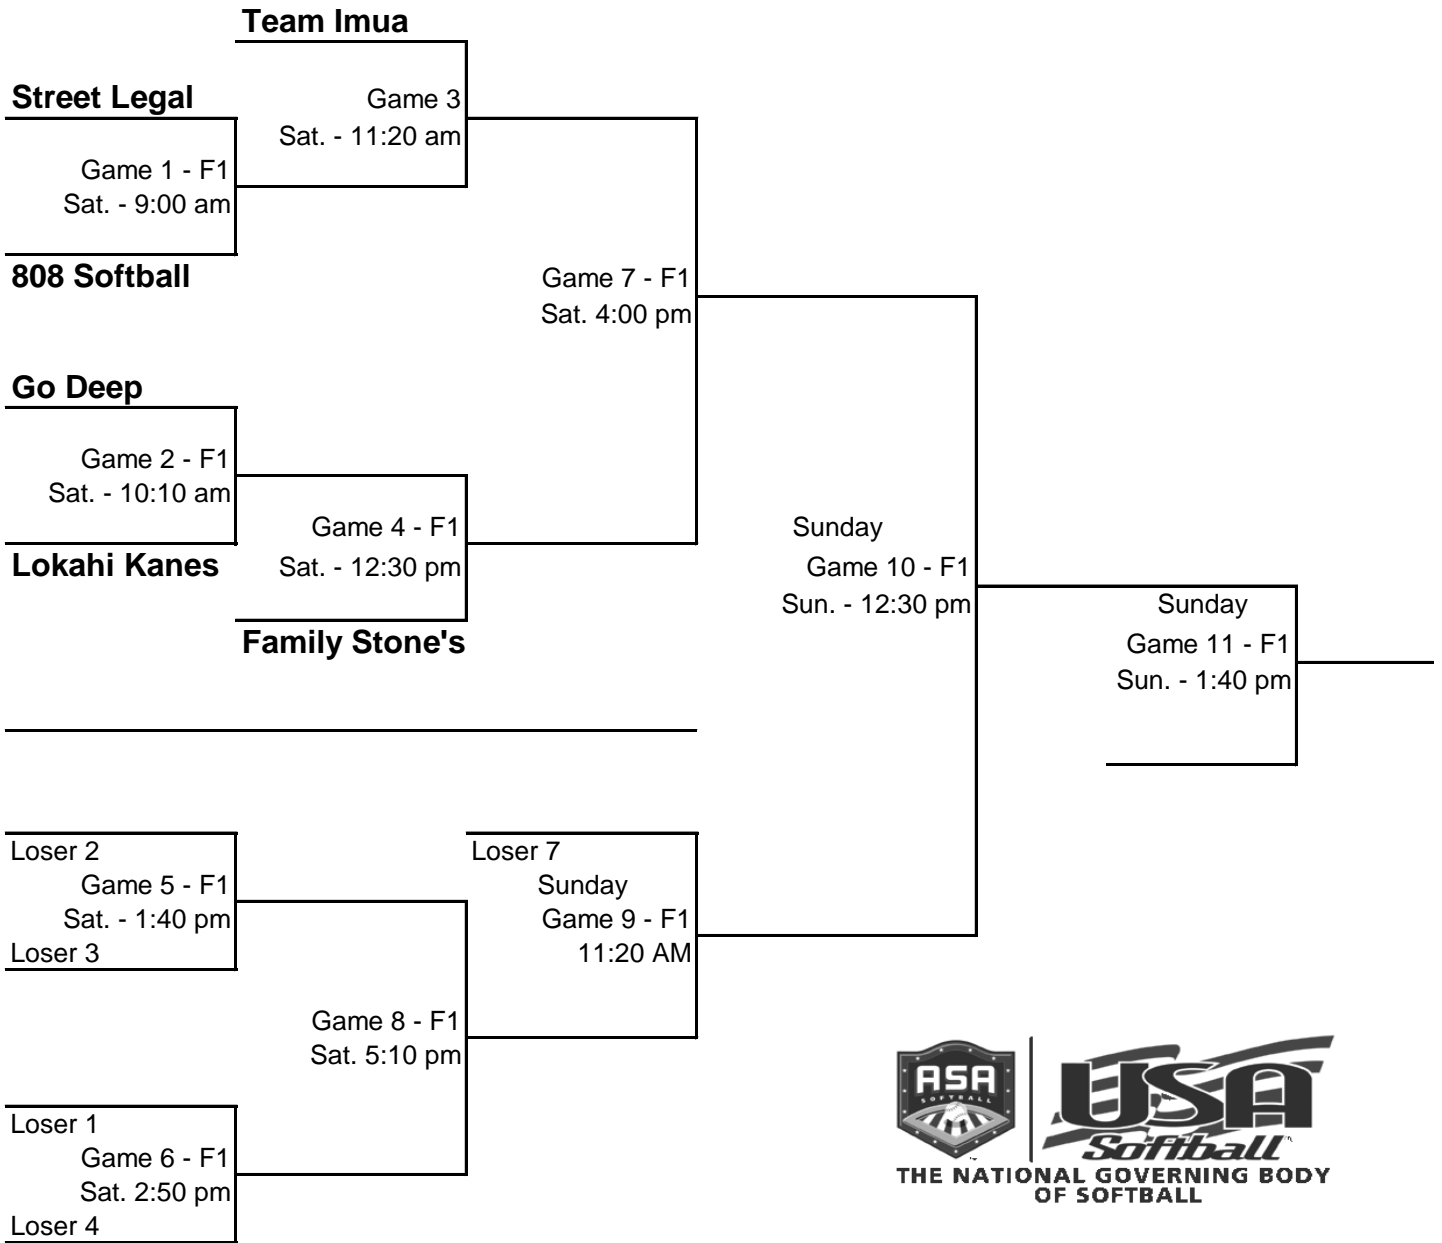 Team Imua
Street Legal
Game 3
Sat. - 11:20 am
Game 1 - F1
Sat. - 9:00 am
808 Softball
Game 7 - F1
Sat. 4:00 pm
Go Deep
Game 2 - F1
Sat. - 10:10 am
Lokahi Kanes
Game 4 - F1
Sat. - 12:30 pm
Family Stone's
Sunday
Game 10 - F1
Sun. - 12:30 pm
Sunday
Game 11 - F1
Sun. - 1:40 pm
Loser 2
Game 5 - F1
Sat. - 1:40 pm
Loser 3
Loser 7
Sunday
Game 9 - F1
11:20 AM
Game 8 - F1
Sat. 5:10 pm
Loser 1
Game 6 - F1
Sat. 2:50 pm
Loser 4
ASA
SOFTBALL
USA
Softball
THE NATIONAL GOVERNING BODY
OF SOFTBALL